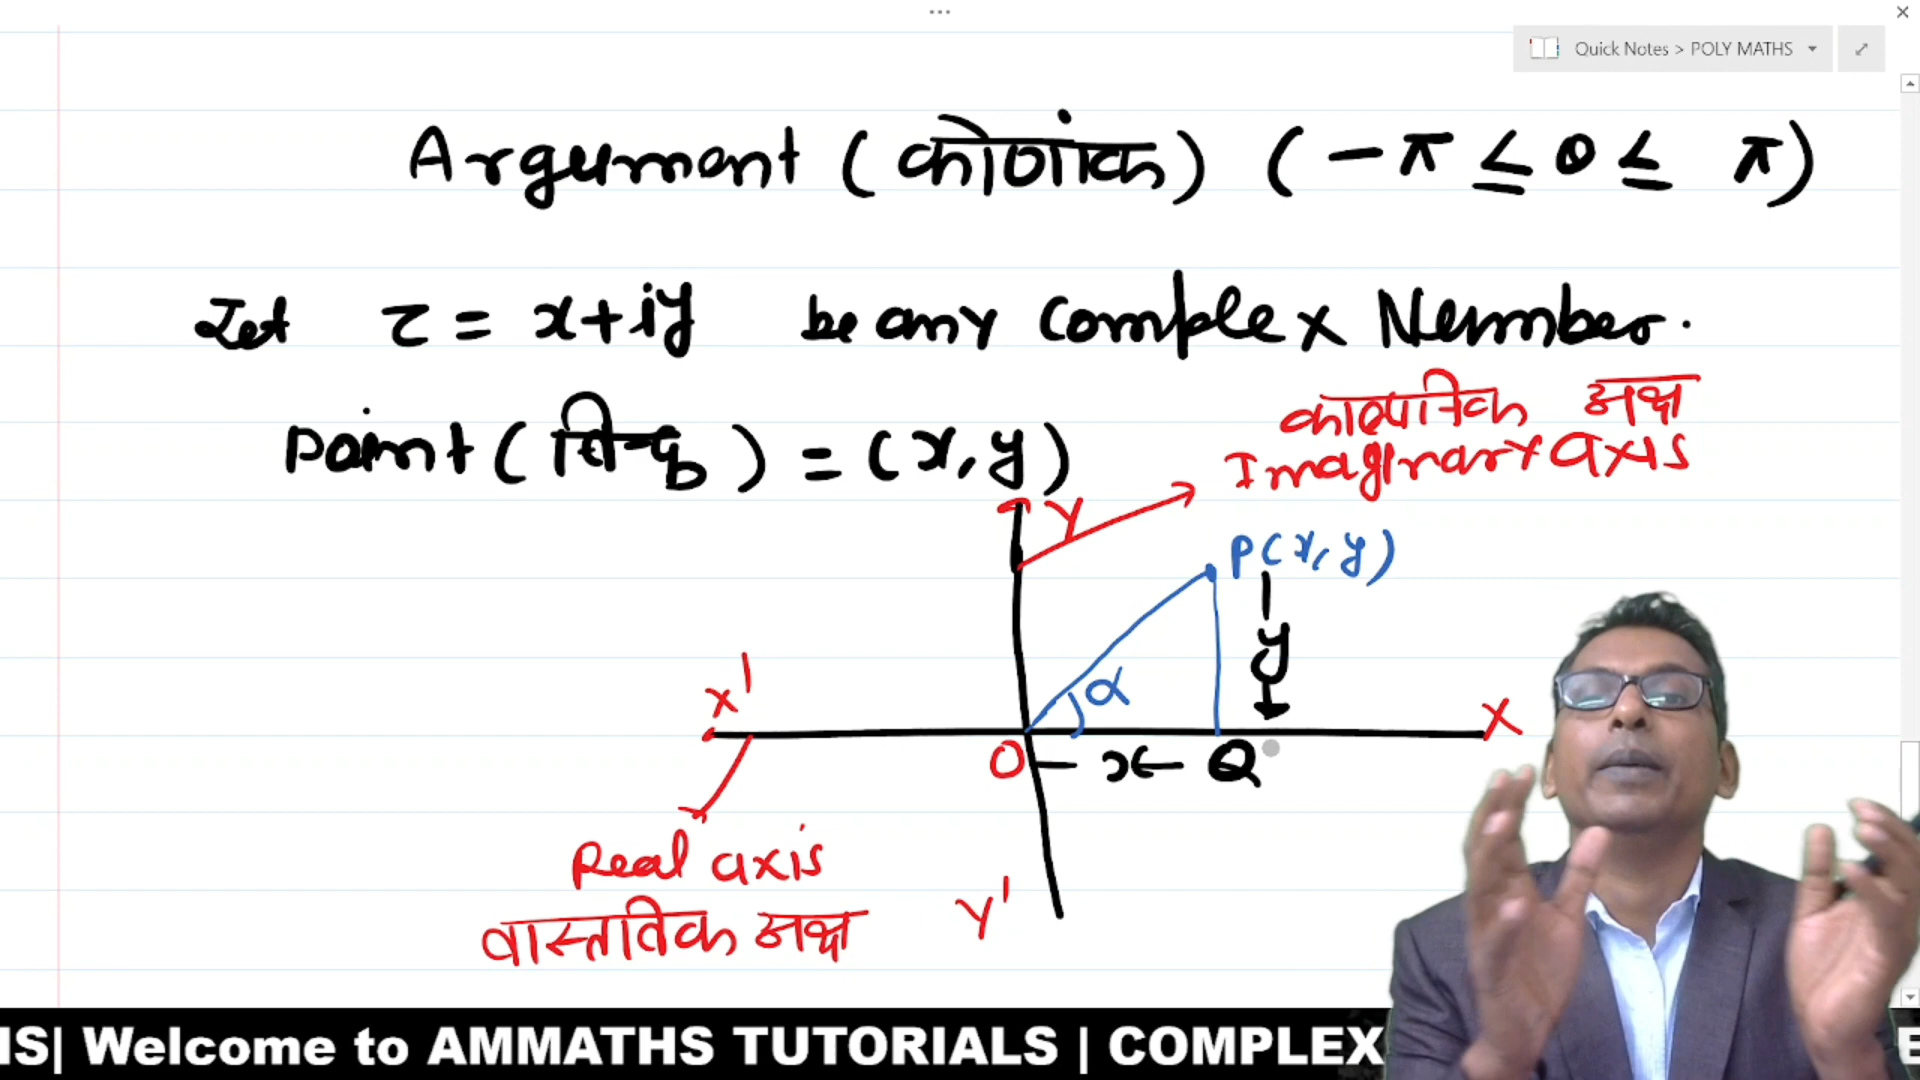 Quick Notes > POLY MATHS
Argument (कोणांक) (-π ≤ θ ≤ π)
Let z = x+iy be any Complex Number.
Point (बिन्दु) = (x, y)
काल्पनिक अक्ष
Imaginary axis
Y
P(x, y)
y
α
X'
X
O
x
Q
Real axis
वास्तविक अक्ष
Y'
IS| Welcome to AMMATHS TUTORIALS | COMPLEX E